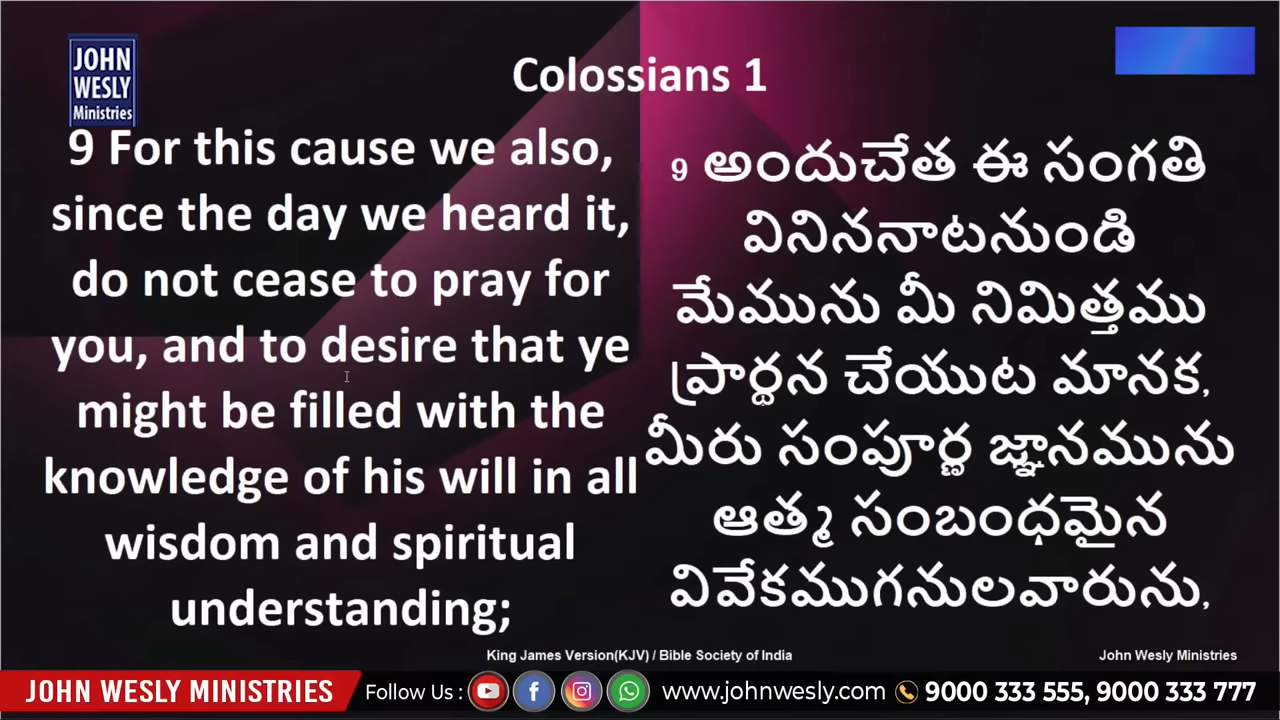 JOHN
WESLY
Ministries
Colossians 1
9 For this cause we also,
since the day we heard it,
do not cease to pray for
you, and to desire that ye
might be filled with the
knowledge of his will in all
wisdom and spiritual
understanding;
9 అందుచేత ఈ సంగతి
వినిననాటనుండి
మేమును మీ నిమిత్తము
ప్రార్థన చేయుట మానక,
మీరు సంపూర్ణ జ్ఞానమును
ఆత్మ సంబంధమైన
వివేకముగనులవారును,
King James Version(KJV) / Bible Society of India
John Wesly Ministries
JOHN WESLY MINISTRIES
Follow Us :
www.johnwesly.com
9000 333 555, 9000 333 777